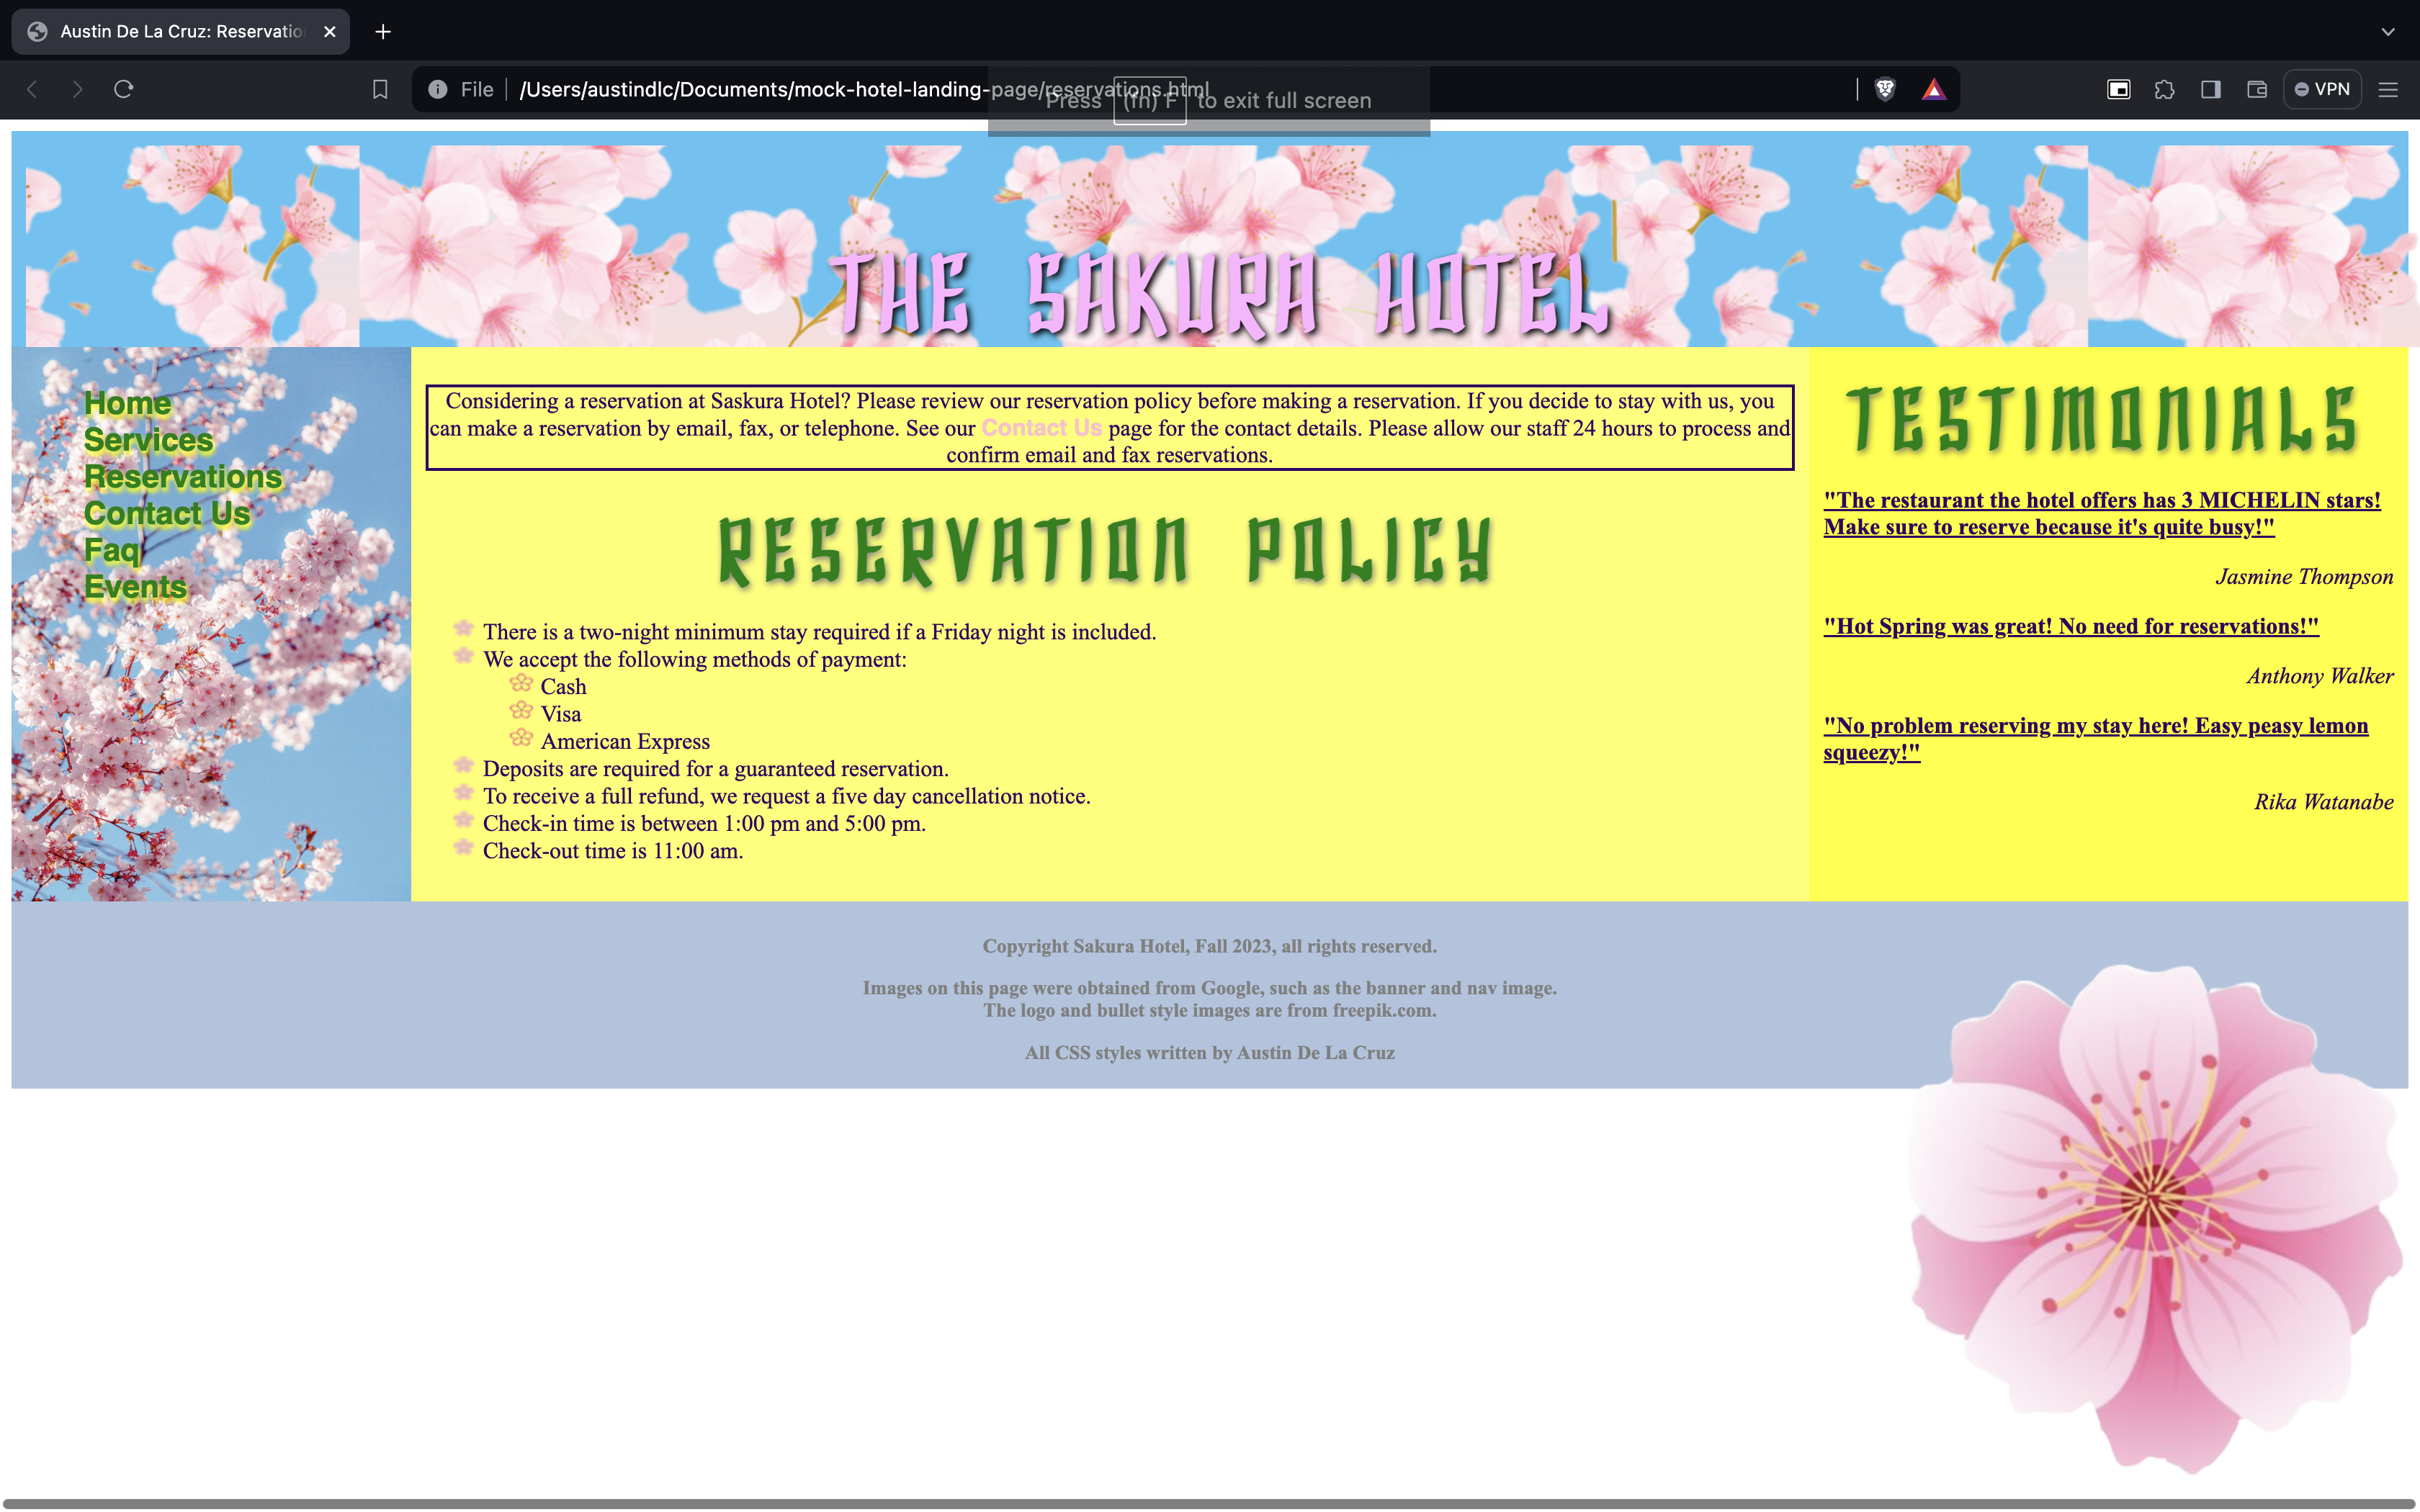 Austin De La Cruz: Reservatio
File
/Users/austindlc/Documents/mock-hotel-landing-page/reservations.html
Press (fn) F to exit full screen
VPN
THE SAKURA HOTEL
Home
Services
Reservations
Contact Us
Faq
Events
Considering a reservation at Saskura Hotel? Please review our reservation policy before making a reservation. If you decide to stay with us, you
can make a reservation by email, fax, or telephone. See our Contact Us page for the contact details. Please allow our staff 24 hours to process and
confirm email and fax reservations.
RESERVATION POLICY
There is a two-night minimum stay required if a Friday night is included.
We accept the following methods of payment:
Cash
Visa
American Express
Deposits are required for a guaranteed reservation.
To receive a full refund, we request a five day cancellation notice.
Check-in time is between 1:00 pm and 5:00 pm.
Check-out time is 11:00 am.
TESTIMONIALS
"The restaurant the hotel offers has 3 MICHELIN stars!
Make sure to reserve because it's quite busy!"
Jasmine Thompson
"Hot Spring was great! No need for reservations!"
Anthony Walker
"No problem reserving my stay here! Easy peasy lemon
squeezy!"
Rika Watanabe
Copyright Sakura Hotel, Fall 2023, all rights reserved.
Images on this page were obtained from Google, such as the banner and nav image.
The logo and bullet style images are from freepik.com.
All CSS styles written by Austin De La Cruz